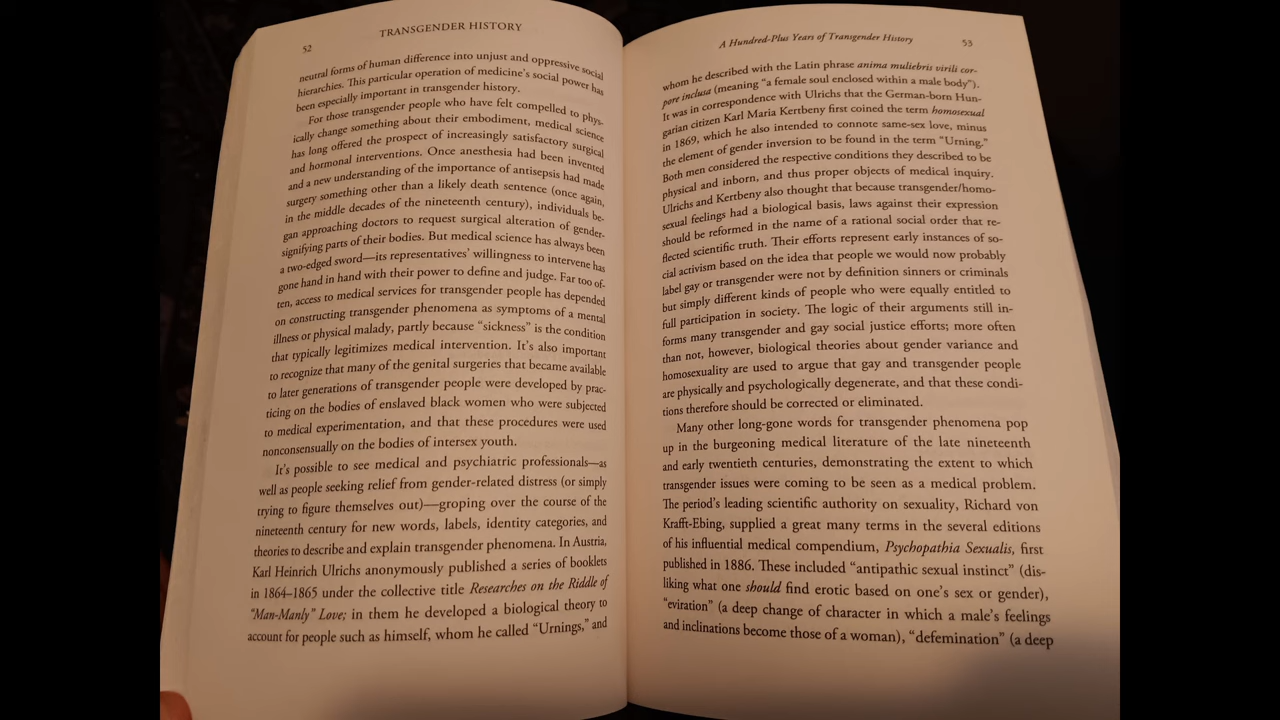 52
TRANSGENDER HISTORY
neutral forms of human difference into unjust and oppressive social
hierarchies. This particular operation of medicine's social power has
been especially important in transgender history.
For those transgender people who have felt compelled to phys-
ically change something about their embodiment, medical science
has long offered the prospect of increasingly satisfactory surgical
and hormonal interventions. Once anesthesia had been invented
and a new understanding of the importance of antisepsis had made
surgery something other than a likely death sentence (once again,
in the middle decades of the nineteenth century), individuals be-
gan approaching doctors to request surgical alteration of gender-
signifying parts of their bodies. But medical science has always been
a two-edged sword—its representatives' willingness to intervene has
gone hand in hand with their power to define and judge. Far too of-
ten, access to medical services for transgender people has depended
on constructing transgender phenomena as symptoms of a mental
illness or physical malady, partly because "sickness" is the condition
that typically legitimizes medical intervention. It's also important
to recognize that many of the genital surgeries that became available
to later generations of transgender people were developed by prac-
ticing on the bodies of enslaved black women who were subjected
to medical experimentation, and that these procedures were used
nonconsensually on the bodies of intersex youth.
It's possible to see medical and psychiatric professionals—as
well as people seeking relief from gender-related distress (or simply
trying to figure themselves out)—groping over the course of the
nineteenth century for new words, labels, identity categories, and
theories to describe and explain transgender phenomena. In Austria,
Karl Heinrich Ulrichs anonymously published a series of booklets
in 1864–1865 under the collective title Researches on the Riddle of
"Man-Manly" Love; in them he developed a biological theory to
account for people such as himself, whom he called "Urnings," and
A Hundred-Plus Years of Transgender History
53
whom he described with the Latin phrase anima muliebris virili cor-
pore inclusa (meaning "a female soul enclosed within a male body").
It was in correspondence with Ulrichs that the German-born Hun-
garian citizen Karl Maria Kertbeny first coined the term homosexual
in 1869, which he also intended to connote same-sex love, minus
the element of gender inversion to be found in the term "Urning."
Both men considered the respective conditions they described to be
physical and inborn, and thus proper objects of medical inquiry.
Ulrichs and Kertbeny also thought that because transgender/homo-
sexual feelings had a biological basis, laws against their expression
should be reformed in the name of a rational social order that re-
flected scientific truth. Their efforts represent early instances of so-
cial activism based on the idea that people we would now probably
label gay or transgender were not by definition sinners or criminals
but simply different kinds of people who were equally entitled to
full participation in society. The logic of their arguments still in-
forms many transgender and gay social justice efforts; more often
than not, however, biological theories about gender variance and
homosexuality are used to argue that gay and transgender people
are physically and psychologically degenerate, and that these condi-
tions therefore should be corrected or eliminated.
Many other long-gone words for transgender phenomena pop
up in the burgeoning medical literature of the late nineteenth
and early twentieth centuries, demonstrating the extent to which
transgender issues were coming to be seen as a medical problem.
The period's leading scientific authority on sexuality, Richard von
Krafft-Ebing, supplied a great many terms in the several editions
of his influential medical compendium, Psychopathia Sexualis, first
published in 1886. These included "antipathic sexual instinct" (dis-
liking what one should find erotic based on one's sex or gender),
"eviration" (a deep change of character in which a male's feelings
and inclinations become those of a woman), "defemination" (a deep